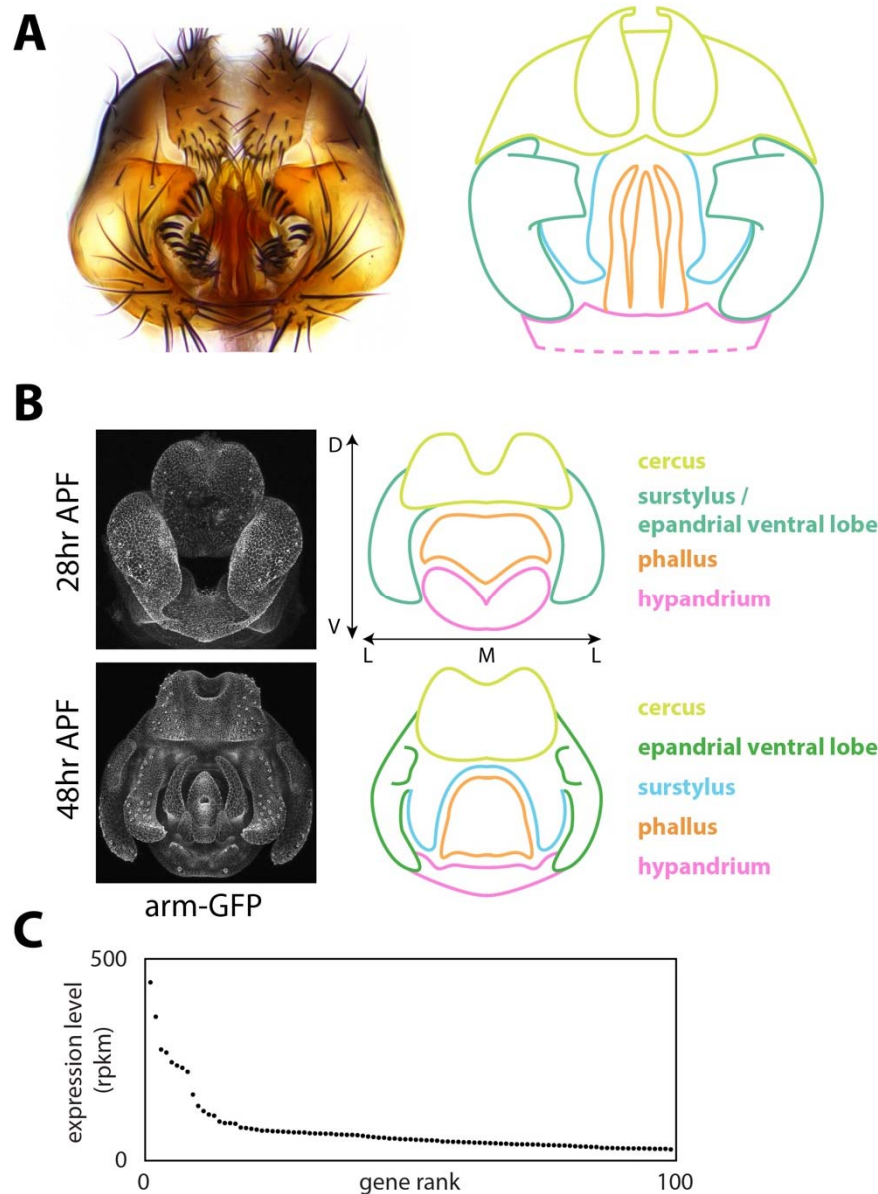 A
B
28hr APF
D
V
L
M
L
cercus
surstylus /
epandrial ventral lobe
phallus
hypandrium
48hr APF
cercus
epandrial ventral lobe
surstylus
phallus
hypandrium
arm-GFP
C
500
expression level
(rpkm)
0
0
gene rank
100